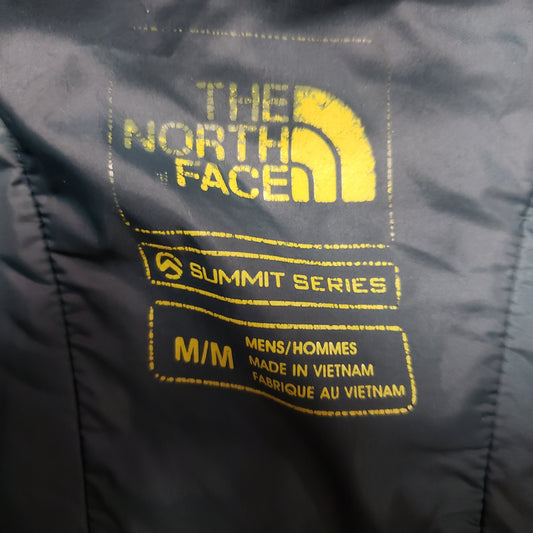 THE
NORTH
FACE
SUMMIT SERIES
M/M
MENS/HOMMES
MADE IN VIETNAM
FABRIQUE AU VIETNAM